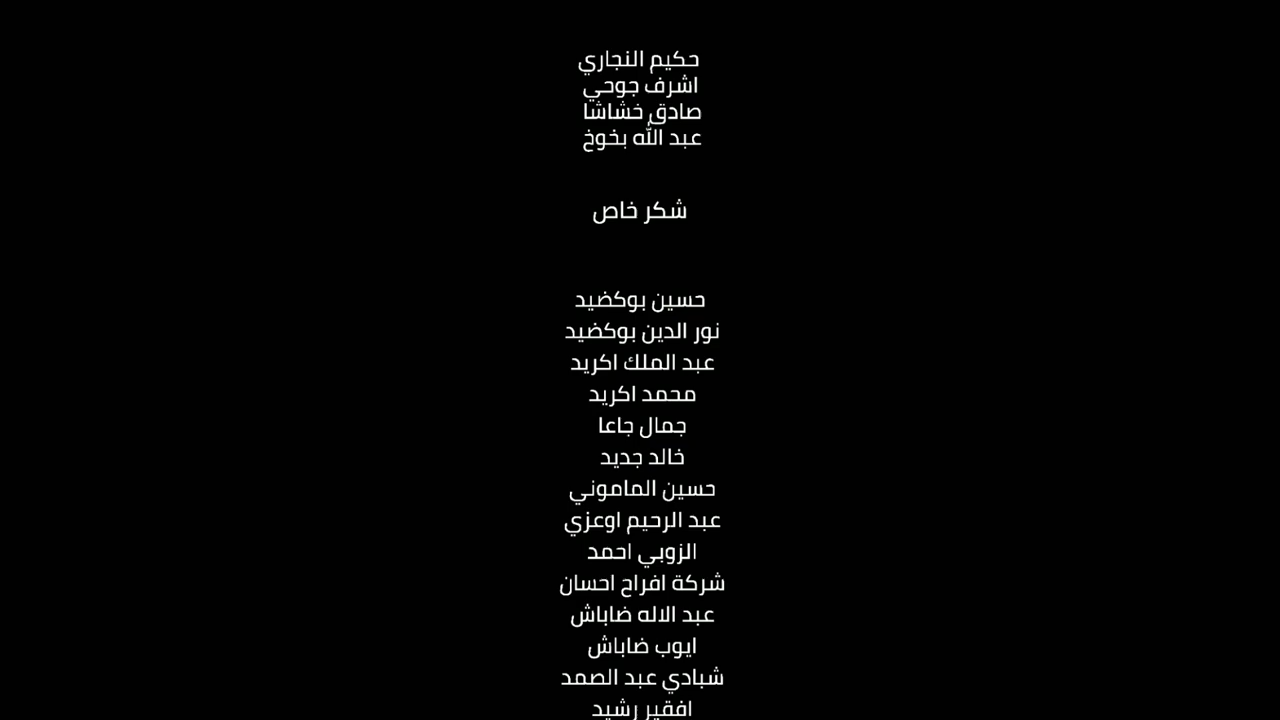 حكيم النجاري
اشرف جوحي
صادق خشاشا
عبد الله بخوخ
شكر خاص
حسين بوكضيد
نور الدين بوكضيد
عبد الملك اكريد
محمد اكريد
جمال جاعا
خالد جديد
حسين الماموني
عبد الرحيم اوعزي
الزوبي احمد
شركة افراح احسان
عبد الاله ضاباش
ايوب ضاباش
شبادي عبد الصمد
افقير رشيد